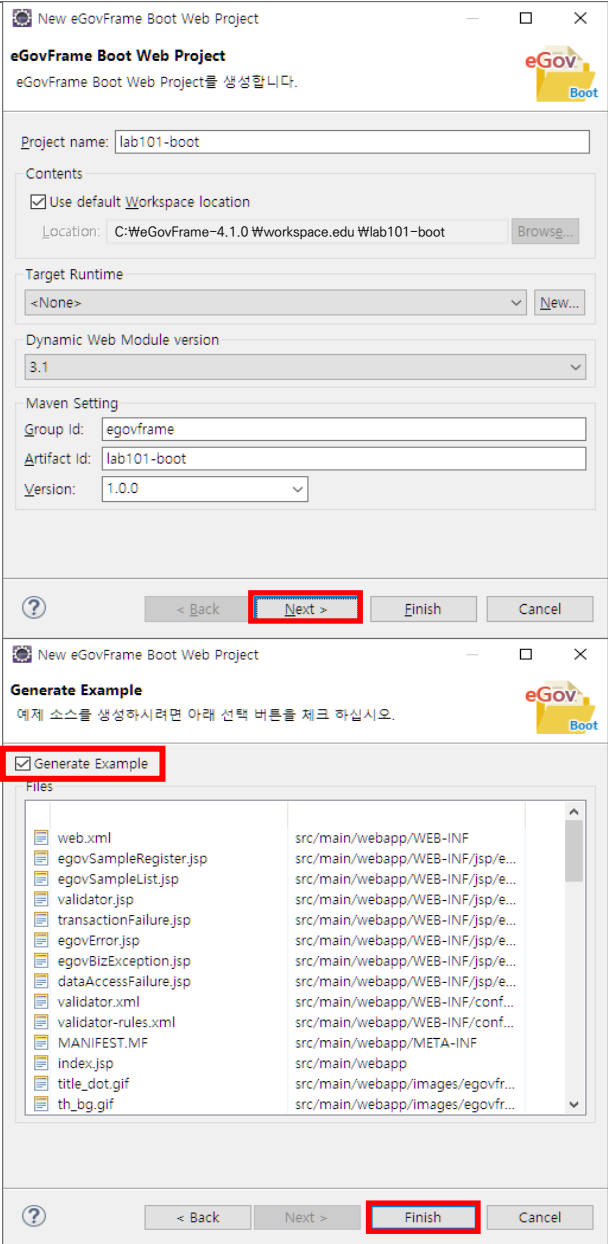 New eGovFrame Boot Web Project
eGovFrame Boot Web Project
eGovFrame Boot Web Project를 생성합니다.
eGov
Boot
Project name: lab101-boot
Contents
Use default Workspace location
Location: C:\eGovFrame-4.1.0 \workspace.edu \lab101-boot Browse...
Target Runtime
<None> New...
Dynamic Web Module version
3.1
Maven Setting
Group Id: egovframe
Artifact Id: lab101-boot
Version: 1.0.0
? < Back Next > Finish Cancel
New eGovFrame Boot Web Project
Generate Example
예제 소스를 생성하시려면 아래 선택 버튼을 체크 하십시오.
eGov
Boot
Generate Example
Files
web.xml src/main/webapp/WEB-INF
egovSampleRegister.jsp src/main/webapp/WEB-INF/jsp/e...
egovSampleList.jsp src/main/webapp/WEB-INF/jsp/e...
validator.jsp src/main/webapp/WEB-INF/jsp/e...
transactionFailure.jsp src/main/webapp/WEB-INF/jsp/e...
egovError.jsp src/main/webapp/WEB-INF/jsp/e...
egovBizException.jsp src/main/webapp/WEB-INF/jsp/e...
dataAccessFailure.jsp src/main/webapp/WEB-INF/jsp/e...
validator.xml src/main/webapp/WEB-INF/conf...
validator-rules.xml src/main/webapp/WEB-INF/conf...
MANIFEST.MF src/main/webapp/META-INF
index.jsp src/main/webapp
title_dot.gif src/main/webapp/images/egovfr...
th_bg.gif src/main/webapp/images/egovfr...
? < Back Next > Finish Cancel